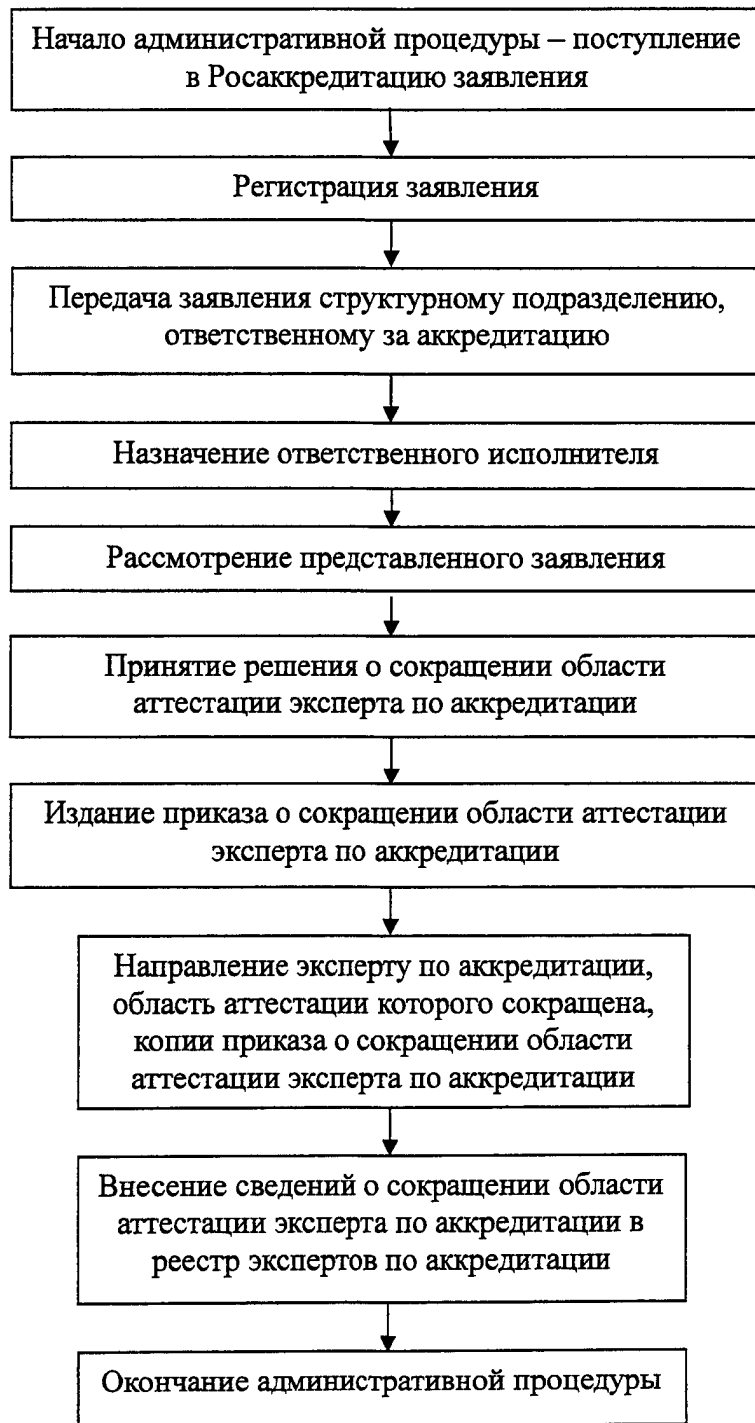 Начало административной процедуры – поступление
в Росаккредитацию заявления
Регистрация заявления
Передача заявления структурному подразделению,
ответственному за аккредитацию
Назначение ответственного исполнителя
Рассмотрение представленного заявления
Принятие решения о сокращении области
аттестации эксперта по аккредитации
Издание приказа о сокращении области аттестации
эксперта по аккредитации
Направление эксперту по аккредитации,
область аттестации которого сокращена,
копии приказа о сокращении области
аттестации эксперта по аккредитации
Внесение сведений о сокращении области
аттестации эксперта по аккредитации в
реестр экспертов по аккредитации
Окончание административной процедуры